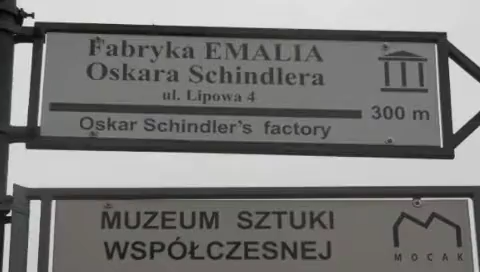 Fabryka EMALIA
Oskara Schindlera
ul. Lipowa 4
300 m
Oskar Schindler's factory
MUZEUM SZTUKI
WSPÓŁCZESNEJ
MOCAK